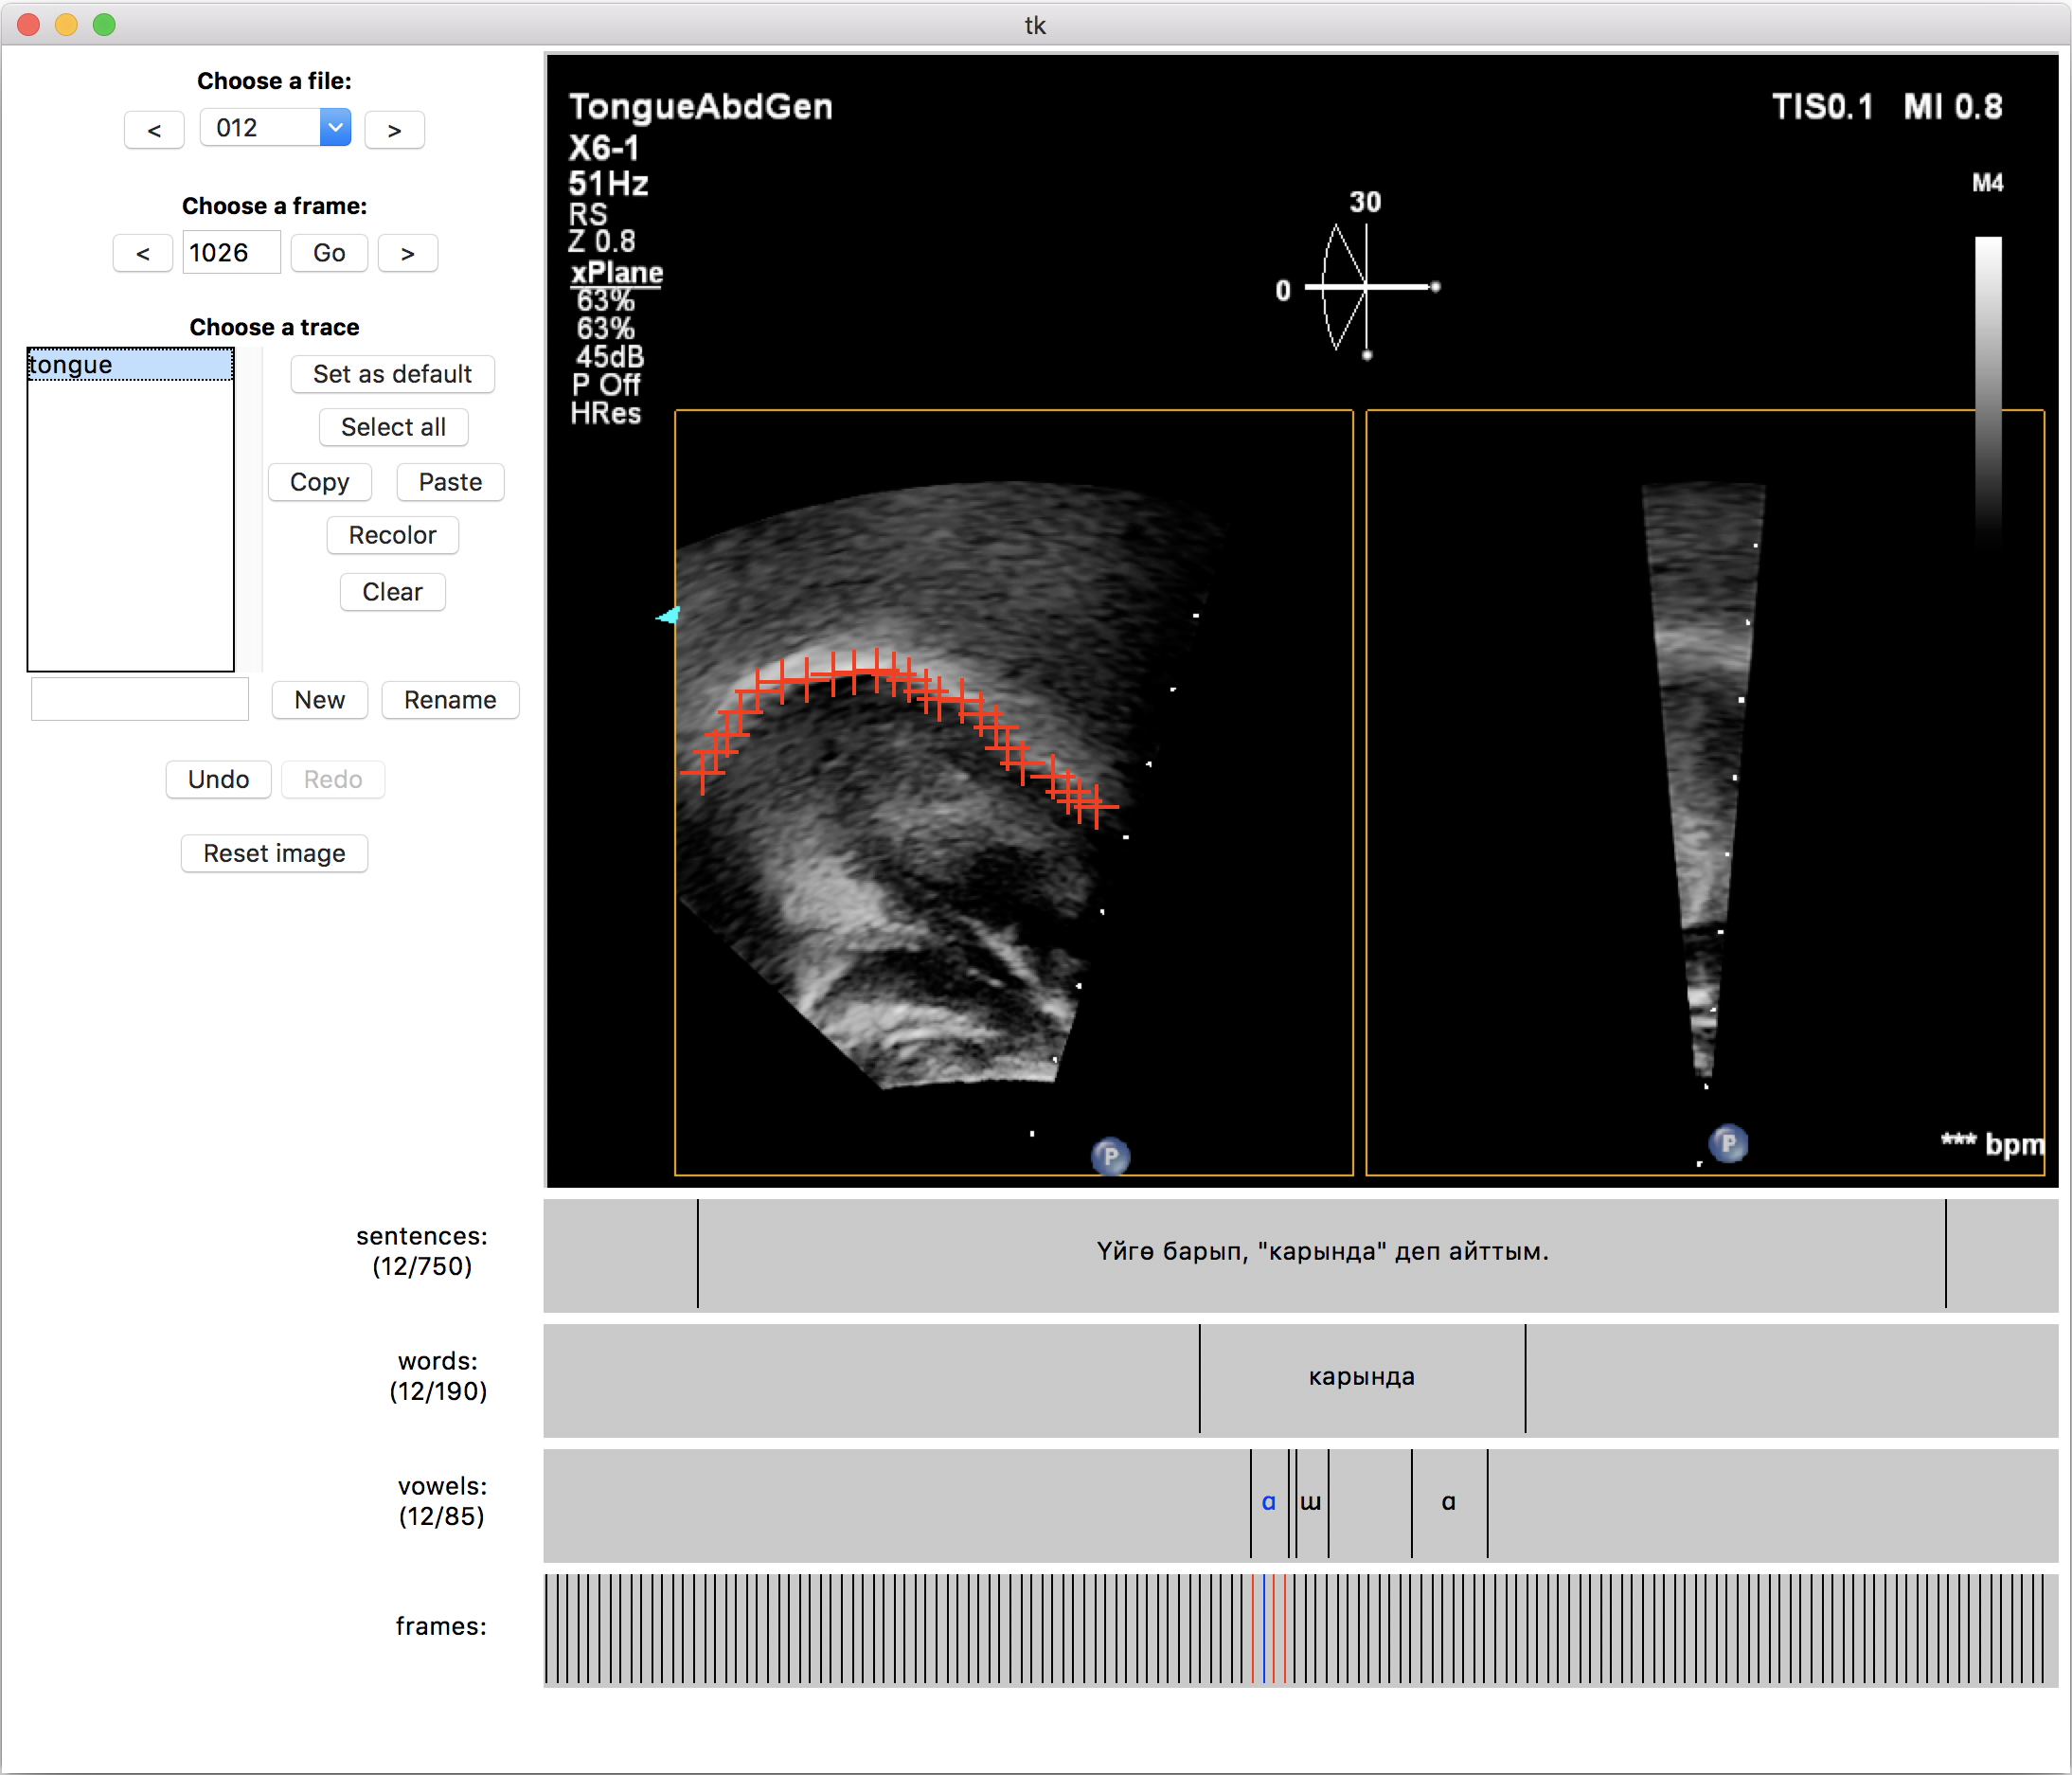 tk
Choose a file:
< 012 >
Choose a frame:
< 1026 Go >
Choose a trace
tongue
Set as default
Select all
Copy Paste
Recolor
Clear
New Rename
Undo Redo
Reset image
TongueAbdGen
X6-1
51Hz
RS
Z 0.8
xPlane
63%
63%
45dB
P Off
HRes
TIS0.1 MI 0.8
M4
30
0
P
P
*** bpm
sentences:
(12/750)
Үйгө барып, "карында" деп айттым.
words:
(12/190)
карында
vowels:
(12/85)
ɑ ɯ ɑ
frames: